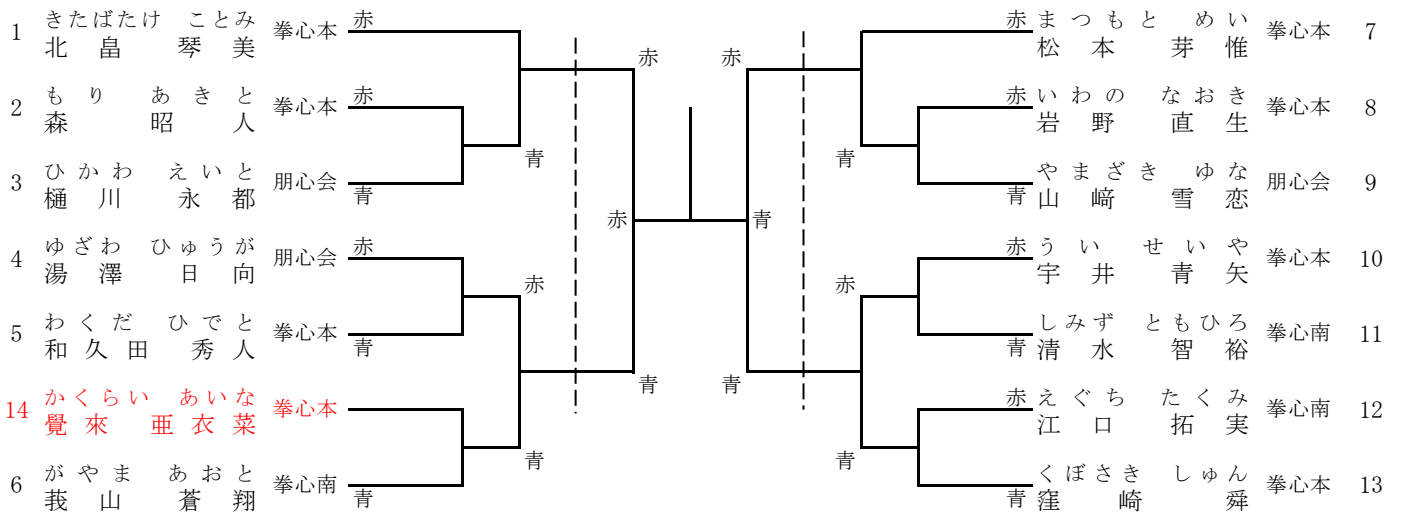 きたばたけ ことみ
1 北畠 琴美 拳心本 赤
もり あきと
2 森 昭人 拳心本 赤
ひかわ えいと
3 樋川 永都 朋心会 青
ゆざわ ひゅうが
4 湯澤 日向 朋心会 赤
わくだ ひでと
5 和久田 秀人 拳心本 青
かくらい あいな
14 覺來 亜衣菜 拳心本
がやま あおと
6 莪山 蒼翔 拳心南 青
青
赤
青
赤
赤
青
赤
青
赤
青
青
赤
青
赤 まつもと めい
松本 芽惟 拳心本 7
赤 いわの なおき
岩野 直生 拳心本 8
やまざき ゆな
青 山﨑 雪恋 朋心会 9
赤 うい せいや
宇井 青矢 拳心本 10
しみず ともひろ
青 清水 智裕 拳心南 11
赤 えぐち たくみ
江口 拓実 拳心南 12
くぼさき しゅん
青 窪崎 舜 拳心本 13